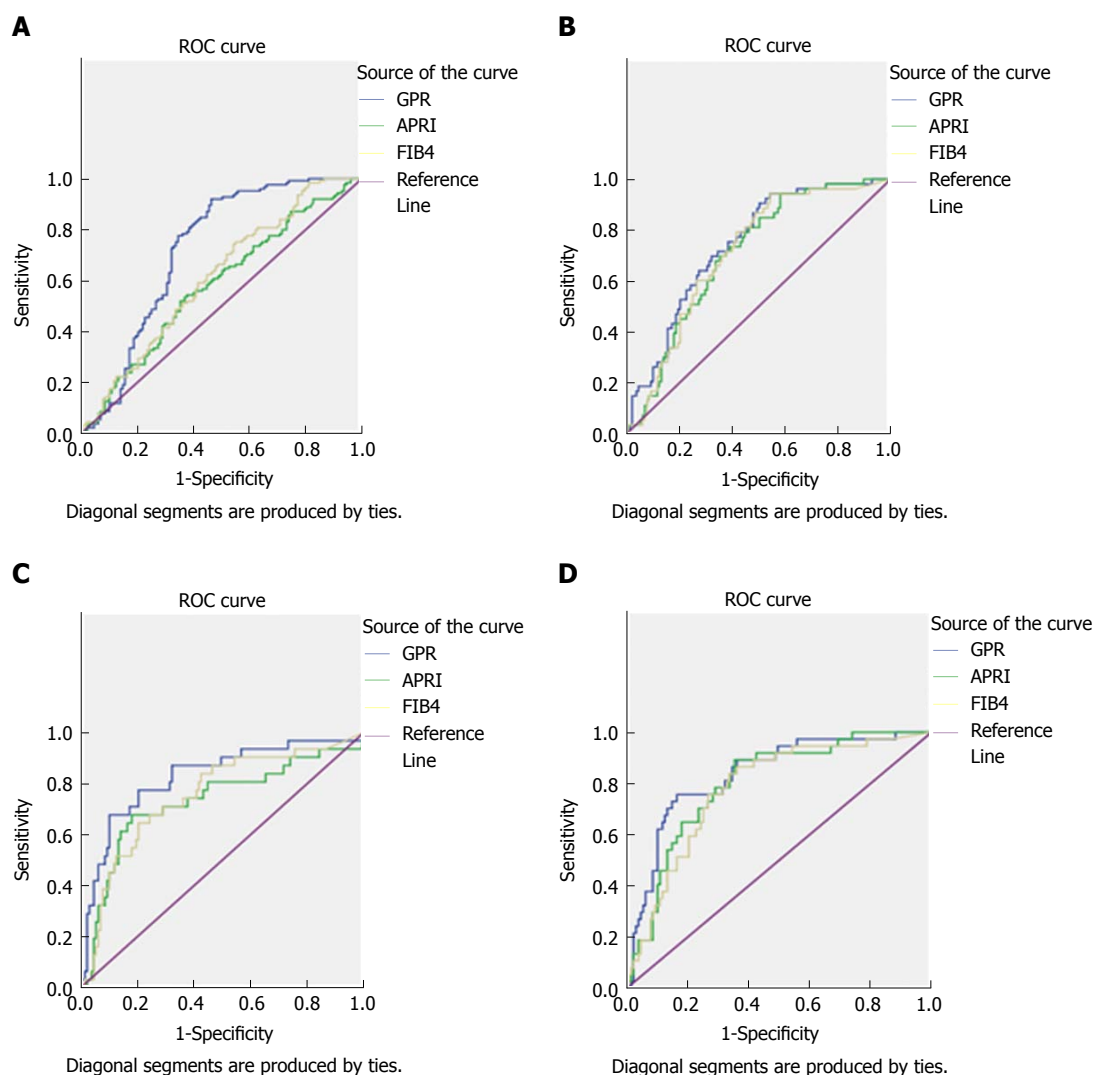 A
ROC curve
Source of the curve
GPR
APRI
FIB4
Reference
Line
1.0
0.8
0.6
0.4
0.2
0.0
Sensitivity
0.0 0.2 0.4 0.6 0.8 1.0
1-Specificity
Diagonal segments are produced by ties.
B
ROC curve
Source of the curve
GPR
APRI
FIB4
Reference
Line
1.0
0.8
0.6
0.4
0.2
0.0
Sensitivity
0.0 0.2 0.4 0.6 0.8 1.0
1-Specificity
Diagonal segments are produced by ties.
C
ROC curve
Source of the curve
GPR
APRI
FIB4
Reference
Line
1.0
0.8
0.6
0.4
0.2
0.0
Sensitivity
0.0 0.2 0.4 0.6 0.8 1.0
1-Specificity
Diagonal segments are produced by ties.
D
ROC curve
Source of the curve
GPR
APRI
FIB4
Reference
Line
1.0
0.8
0.6
0.4
0.2
0.0
Sensitivity
0.0 0.2 0.4 0.6 0.8 1.0
1-Specificity
Diagonal segments are produced by ties.